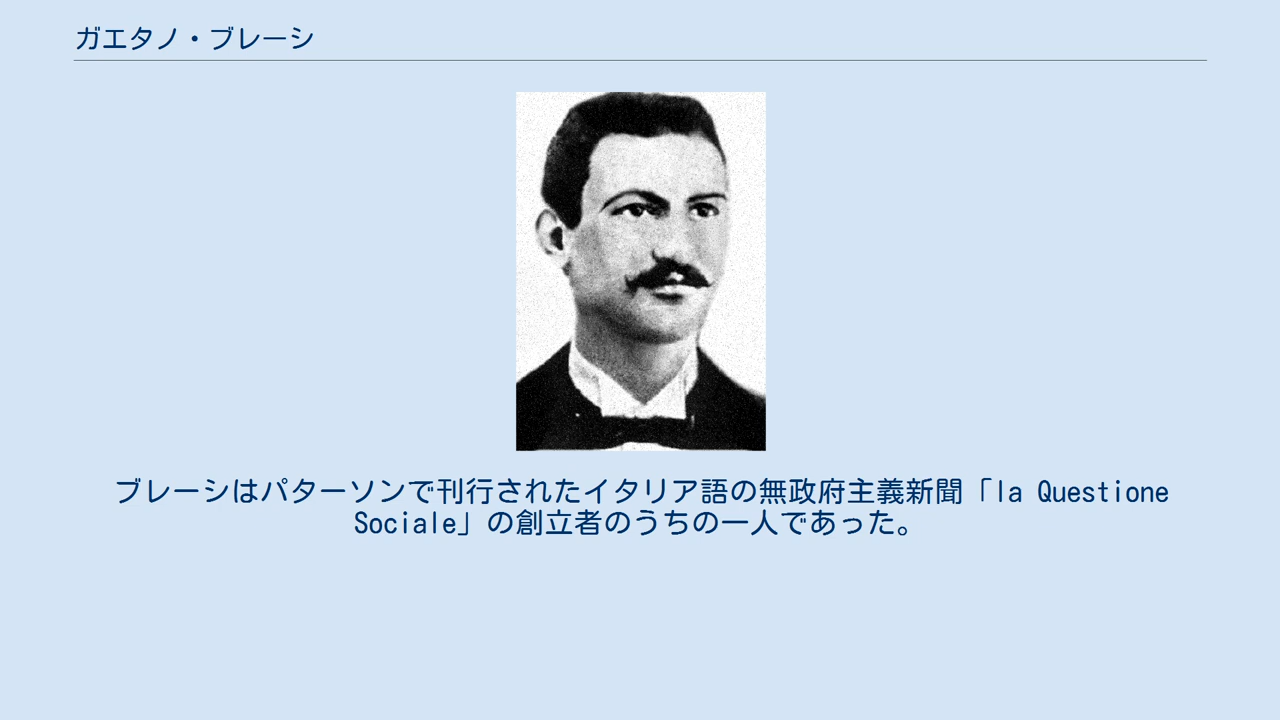 ガエタノ・ブレーシ
ブレーシはパターソンで刊行されたイタリア語の無政府主義新聞「la Questione
Sociale」の創立者のうちの一人であった。